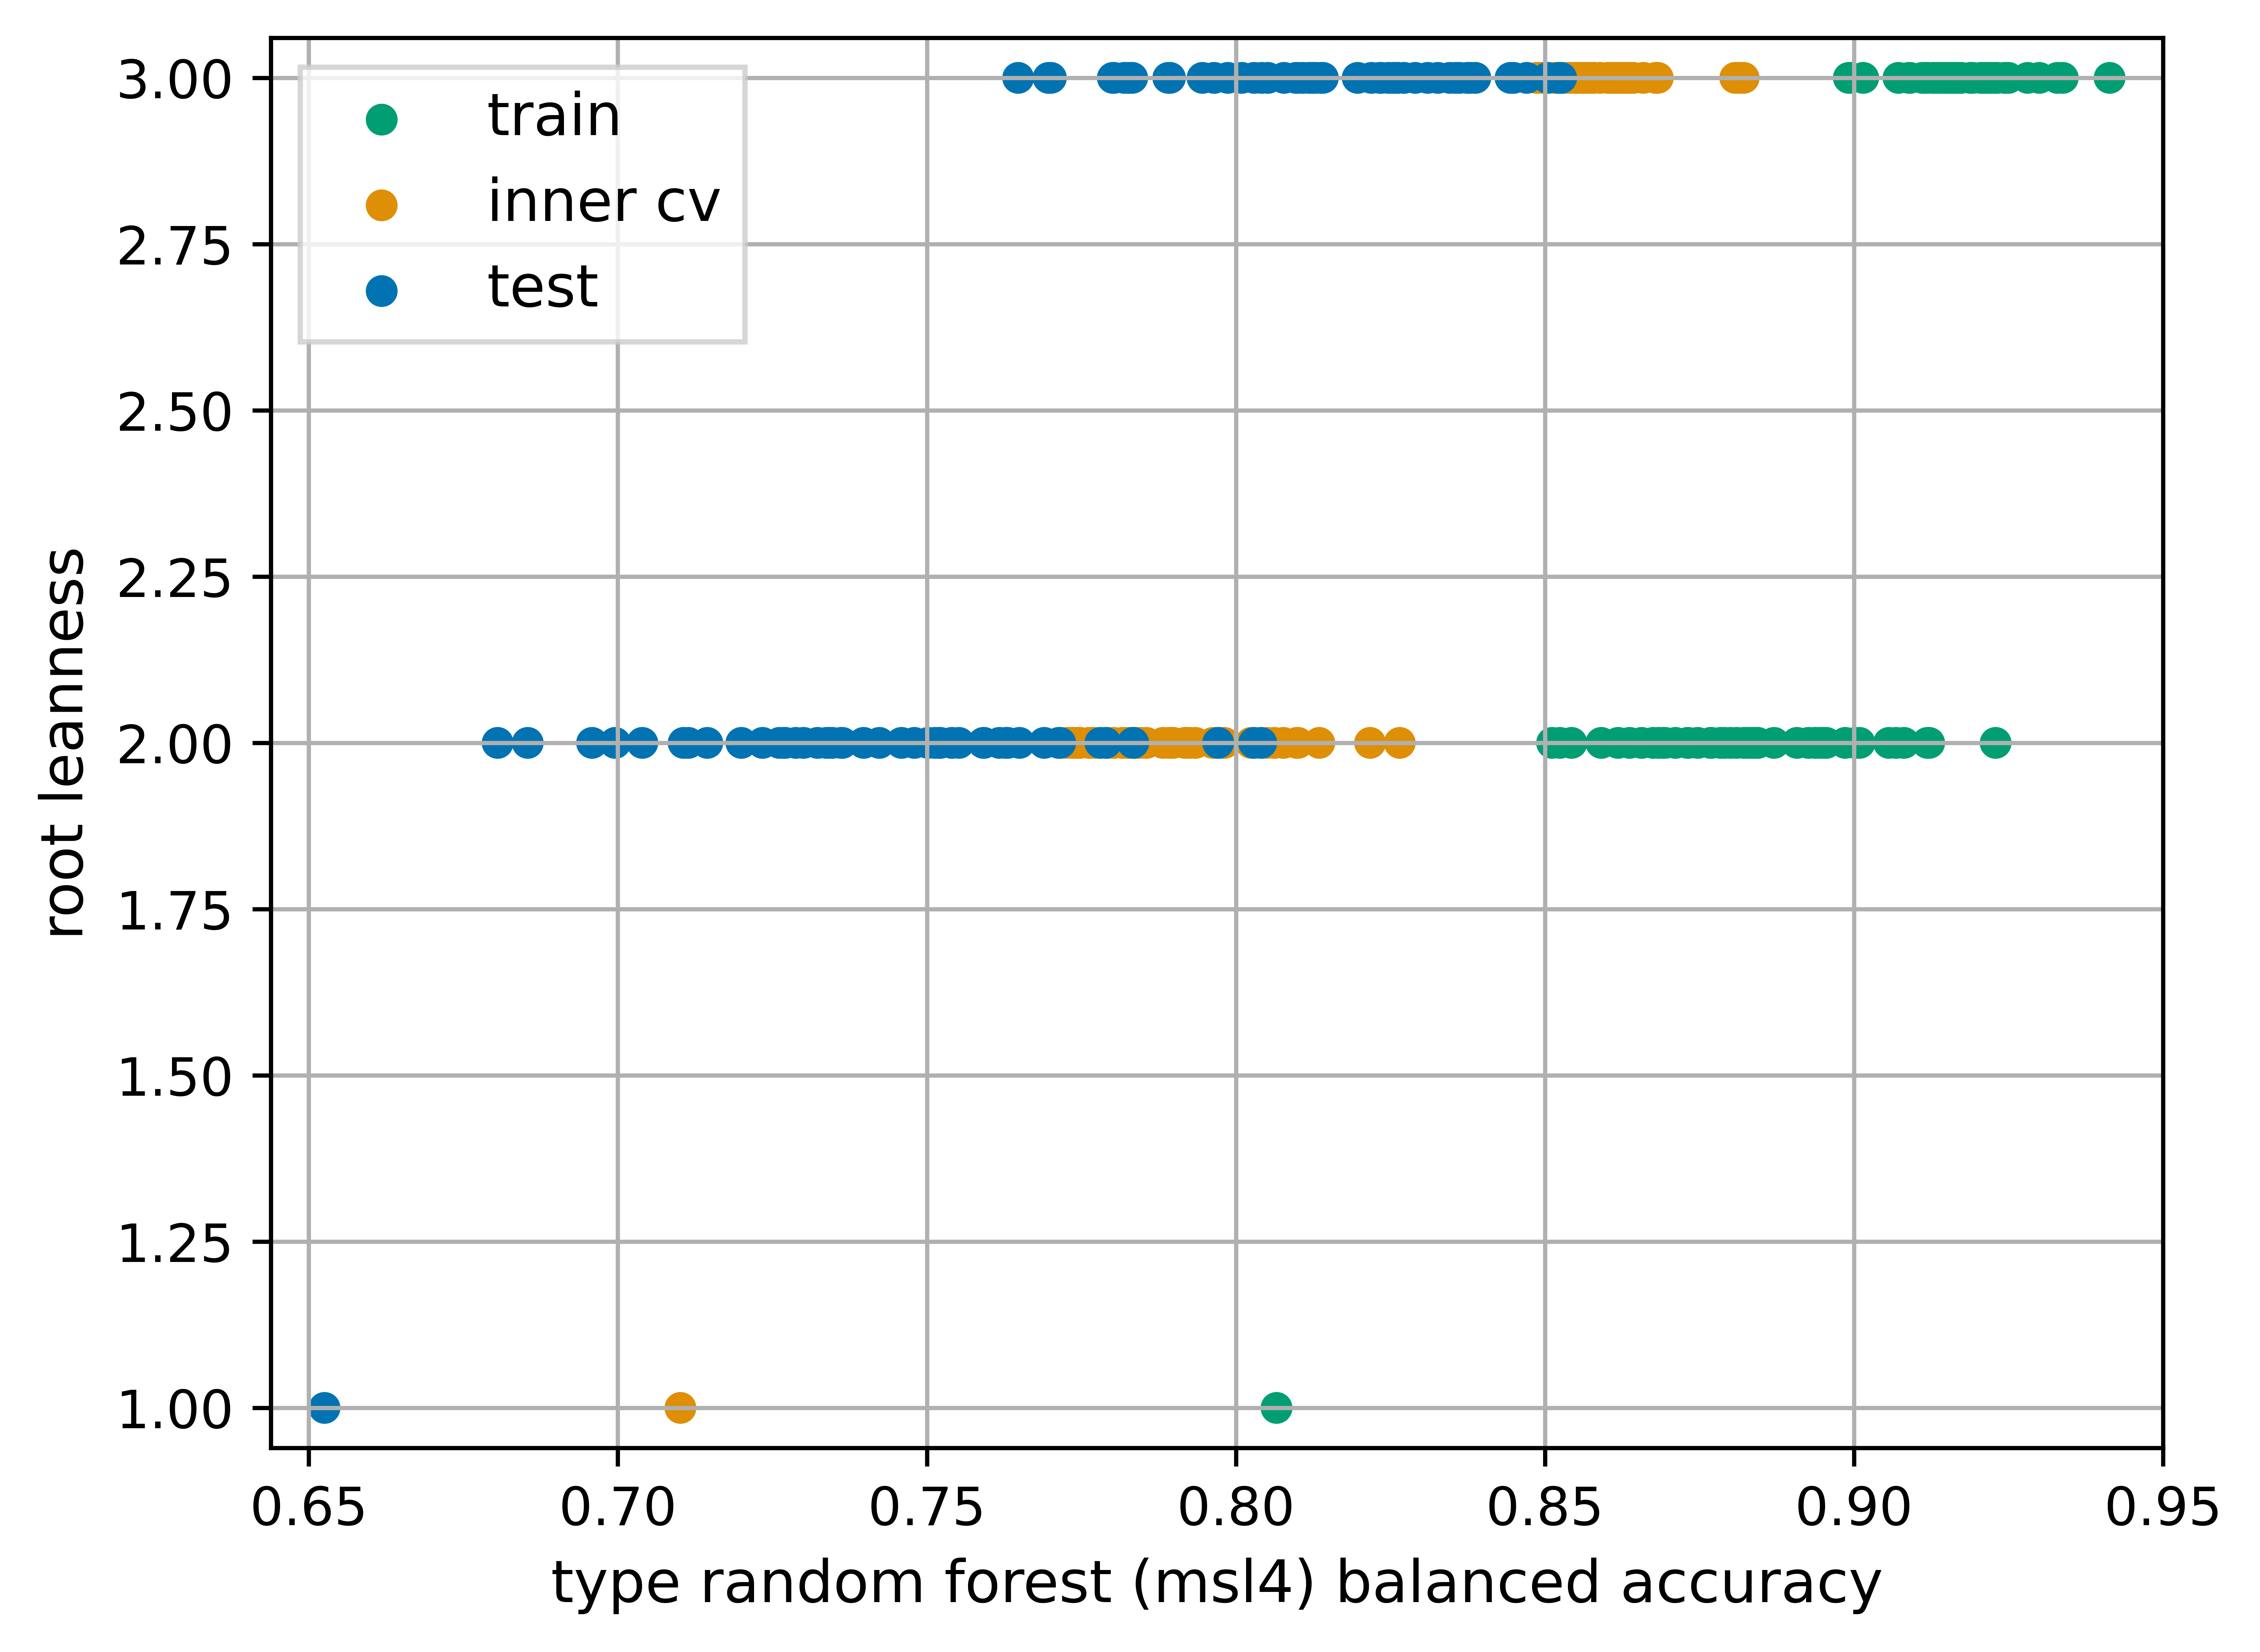 3.00
2.75
2.50
2.25
2.00
1.75
1.50
1.25
1.00
root leanness
train
inner cv
test
0.65 0.70 0.75 0.80 0.85 0.90 0.95
type random forest (msl4) balanced accuracy